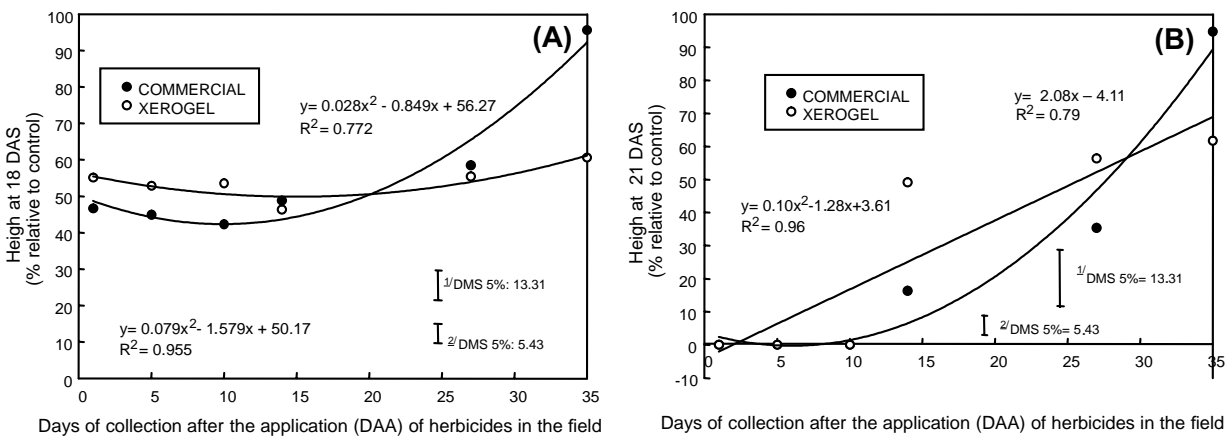 (A)
Heigh at 18 DAS
(% relative to control)
100
90
80
70
60
50
40
30
20
10
0
COMMERCIAL
XEROGEL
y= 0.028x² - 0.849x + 56.27
R² = 0.772
y= 0.079x² - 1.579x + 50.17
R² = 0.955
1/DMS 5%: 13.31
2/DMS 5%: 5.43
0 5 10 15 20 25 30 35
Days of collection after the application (DAA) of herbicides in the field
(B)
Heigh at 21 DAS
(% relative to control)
100
90
80
70
60
50
40
30
20
10
0
-10
COMMERCIAL
XEROGEL
y= 2.08x – 4.11
R² = 0.79
y= 0.10x²-1.28x+3.61
R² = 0.96
1/DMS 5%= 13.31
2/DMS 5%= 5.43
0 5 10 15 20 25 30 35
Days of collection after the application (DAA) of herbicides in the field